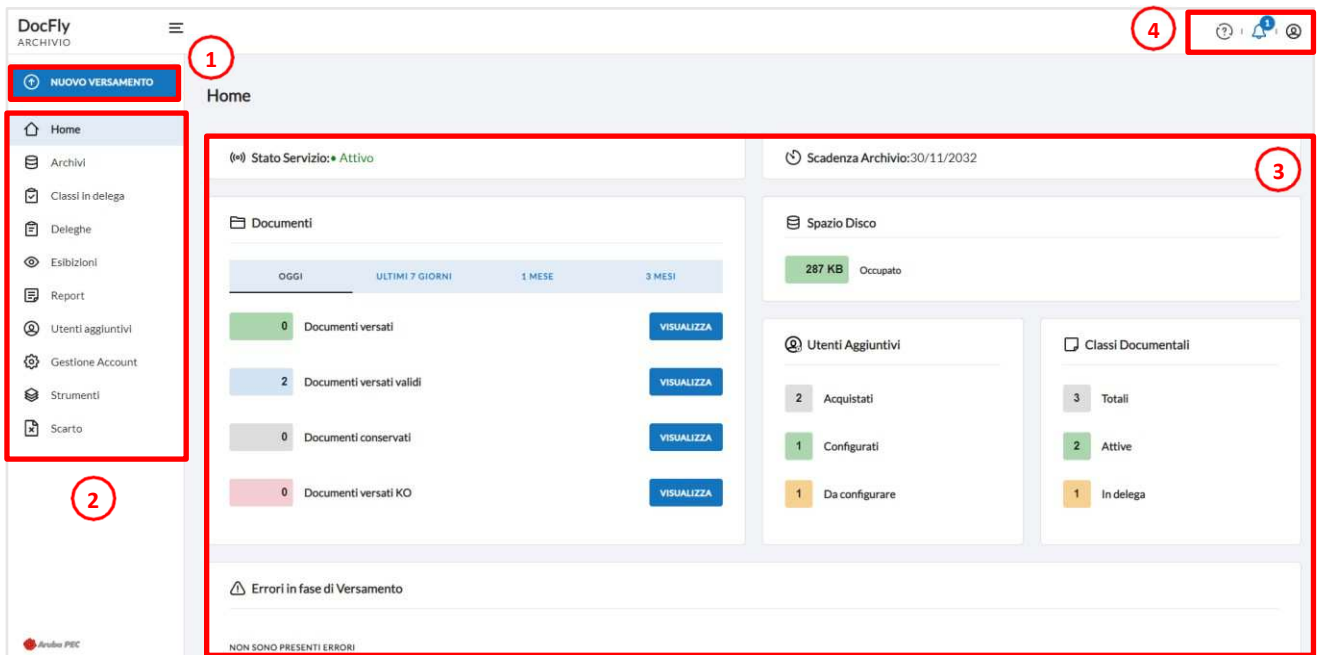 DocFly
ARCHIVIO
4
1
1
NUOVO VERSAMENTO
Home
Home
Archivi
Classi in delega
Deleghe
Esibizioni
Report
Utenti aggiuntivi
Gestione Account
Strumenti
Scarto
2
Aruba PEC
3
Stato Servizio: Attivo
Scadenza Archivio:30/11/2032
Documenti
OGGI ULTIMI 7 GIORNI 1 MESE 3 MESI
0 Documenti versati VISUALIZZA
2 Documenti versati validi VISUALIZZA
0 Documenti conservati VISUALIZZA
0 Documenti versati KO VISUALIZZA
Spazio Disco
287 KB Occupato
Utenti Aggiuntivi
2 Acquistati
1 Configurati
1 Da configurare
Classi Documentali
3 Totali
2 Attive
1 In delega
Errori in fase di Versamento
NON SONO PRESENTI ERRORI